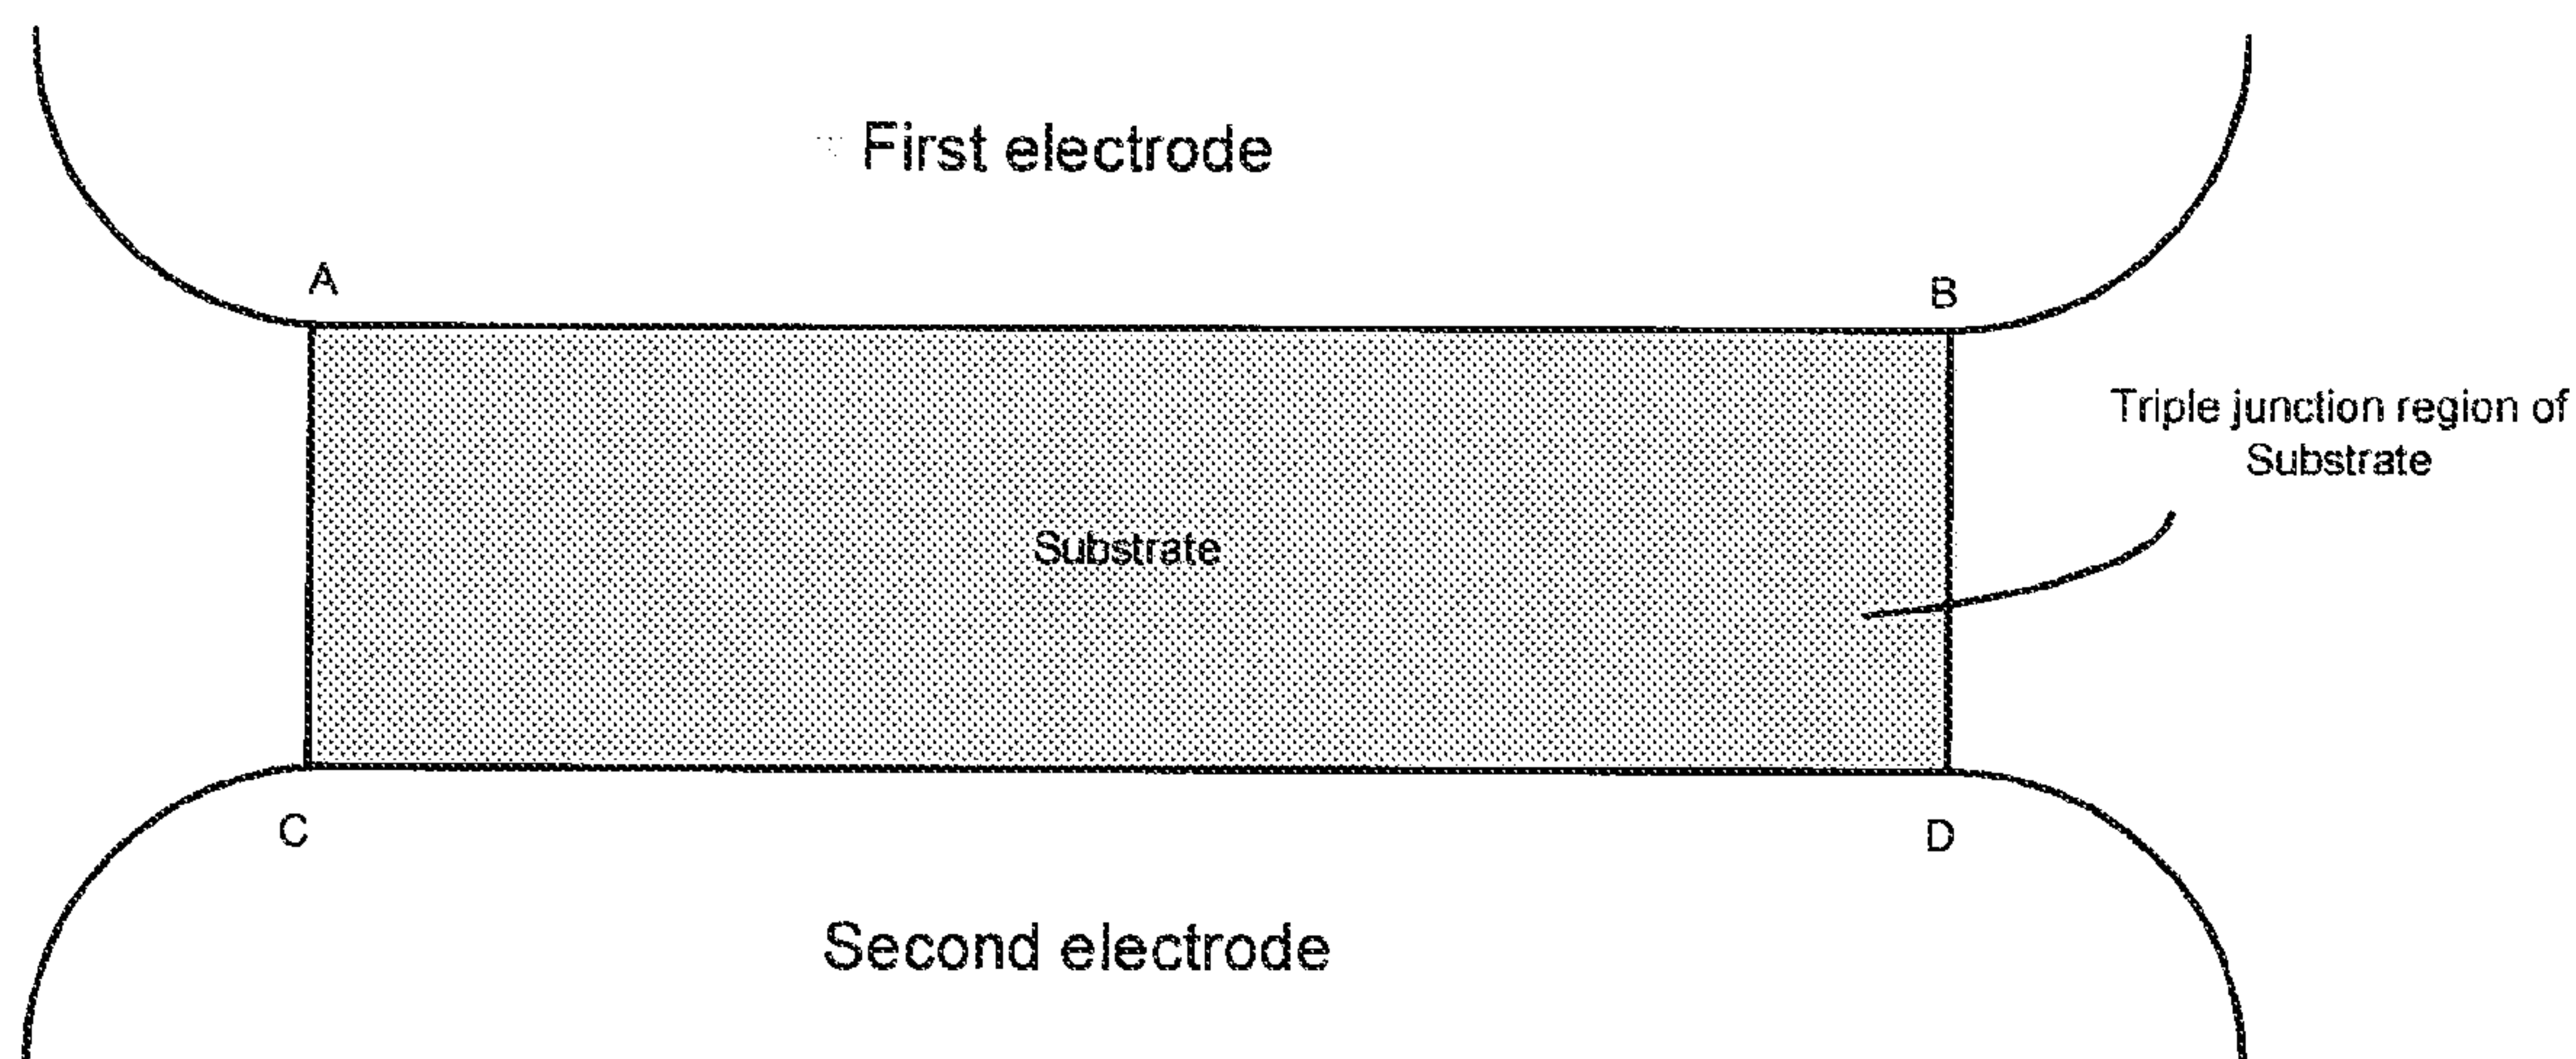 First electrode
A
B
Triple junction region of
Substrate
Substrate
C
D
Second electrode